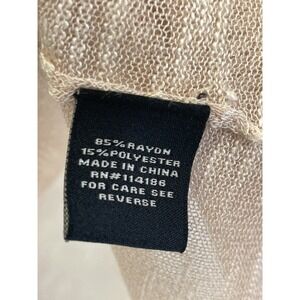 85%RAYON
15%POLYESTER
MADE IN CHINA
RN#114186
FOR CARE SEE
REVERSE